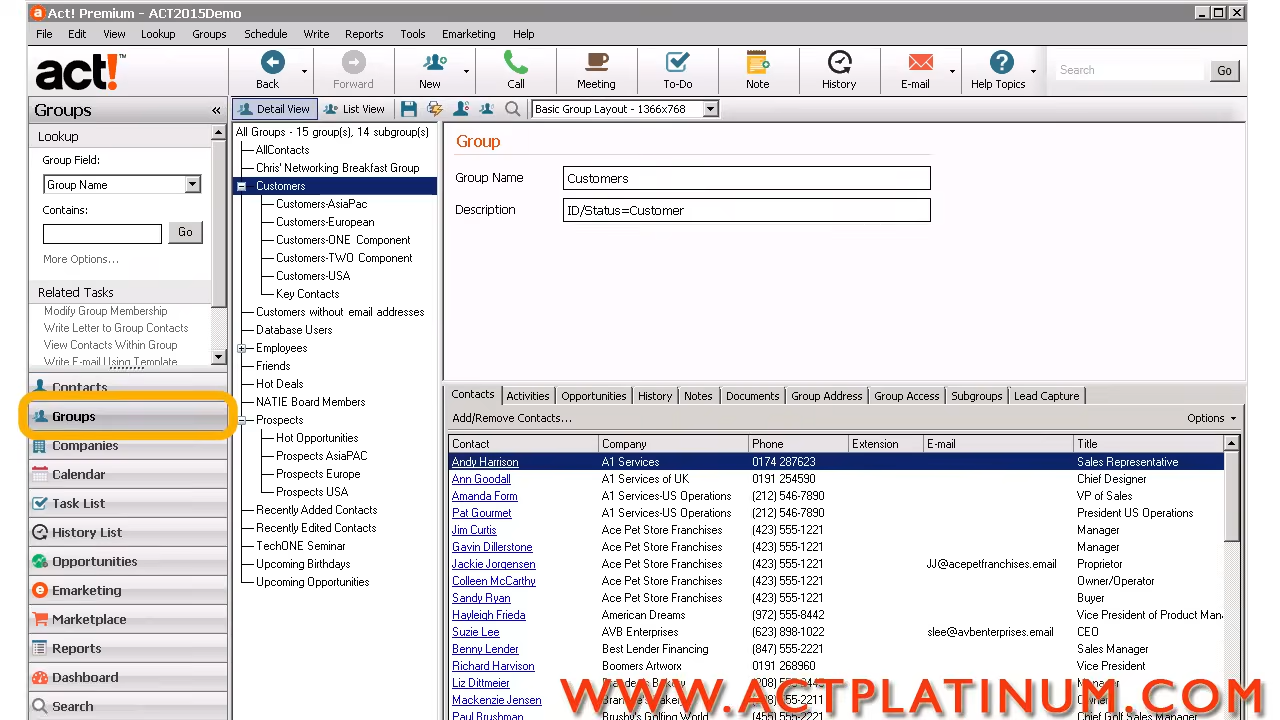 Act! Premium - ACT2015Demo
File Edit View Lookup Groups Schedule Write Reports Tools Emarketing Help
act!™
Back Forward New Call Meeting To-Do Note History E-mail Help Topics Search Go
Groups «
Detail View List View Basic Group Layout - 1366x768
Lookup
Group Field:
Group Name
Contains:
Go
More Options...
Related Tasks
Modify Group Membership
Write Letter to Group Contacts
View Contacts Within Group
Write E-mail Using Template
Contacts
Groups
Companies
Calendar
Task List
History List
Opportunities
Emarketing
Marketplace
Reports
Dashboard
Search
All Groups - 15 group(s), 14 subgroup(s)
AllContacts
Chris' Networking Breakfast Group
Customers
Customers-AsiaPac
Customers-European
Customers-ONE Component
Customers-TWO Component
Customers-USA
Key Contacts
Customers without email addresses
Database Users
Employees
Friends
Hot Deals
NATIE Board Members
Prospects
Hot Opportunities
Prospects AsiaPAC
Prospects Europe
Prospects USA
Recently Added Contacts
Recently Edited Contacts
TechONE Seminar
Upcoming Birthdays
Upcoming Opportunities
Group
Group Name Customers
Description ID/Status=Customer
Contacts Activities Opportunities History Notes Documents Group Address Group Access Subgroups Lead Capture
Add/Remove Contacts... Options
Contact Company Phone Extension E-mail Title
Andy Harrison A1 Services 0174 287623 Sales Representative
Ann Goodall A1 Services of UK 0191 254590 Chief Designer
Amanda Form A1 Services-US Operations (212) 546-7890 VP of Sales
Pat Gourmet A1 Services-US Operations (212) 546-7890 President US Operations
Jim Curtis Ace Pet Store Franchises (423) 555-1221 Manager
Gavin Dillerstone Ace Pet Store Franchises (423) 555-1221 Manager
Jackie Jorgensen Ace Pet Store Franchises (423) 555-1221 JJ@acepetfranchises.email Proprietor
Colleen McCarthy Ace Pet Store Franchises (423) 555-1221 Owner/Operator
Sandy Ryan Ace Pet Store Franchises (423) 555-1221 Buyer
Hayleigh Frieda American Dreams (972) 555-8442 Vice President of Product Man
Suzie Lee AVB Enterprises (623) 898-1022 slee@avbenterprises.email CEO
Benny Lender Best Lender Financing (847) 555-2221 Sales Manager
Richard Harvison Boomers Artworx 0191 268960 Vice President
Liz Dittmeier Brandee's Bakery Manager
Mackenzie Jensen Brandee's Bakery
Paul Brushman Brushy's Golfing World
WWW.ACTPLATINUM.COM